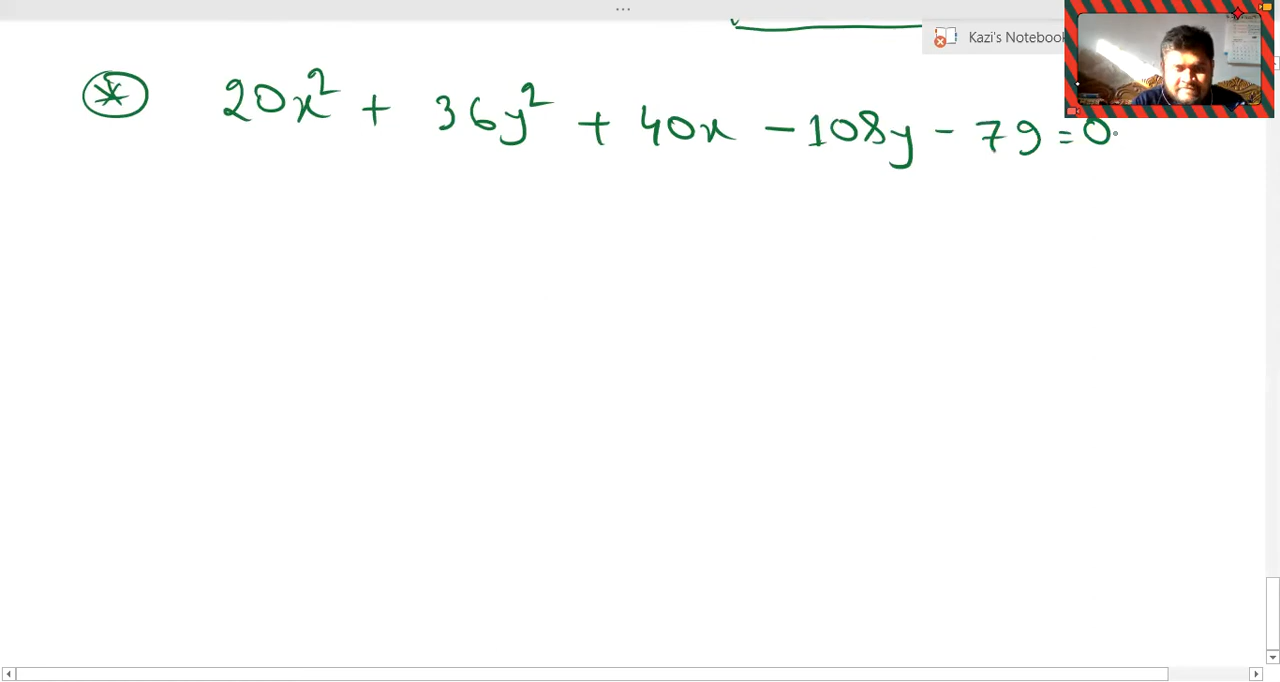 ...
Kazi's Notebook
⊛ 20x² + 36y² + 40x - 108y - 79 = 0